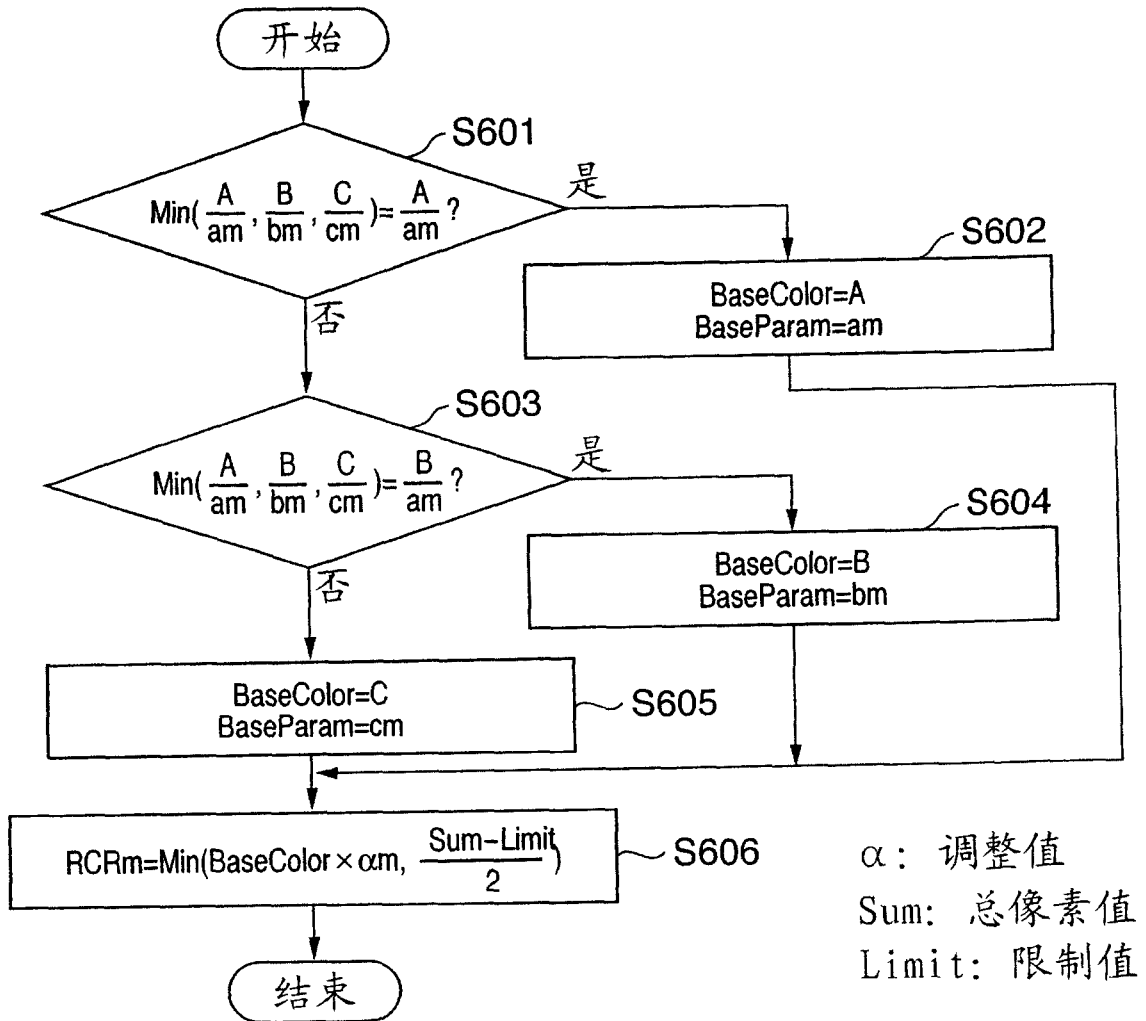 开始
S601
Min(A/am, B/bm, C/cm)=A/am?
是
S602
BaseColor=A
BaseParam=am
否
S603
Min(A/am, B/bm, C/cm)=B/am?
是
S604
BaseColor=B
BaseParam=bm
否
BaseColor=C
BaseParam=cm
S605
RCRm=Min(BaseColor×αm, Sum-Limit/2)
S606
α: 调整值
Sum: 总像素值
Limit: 限制值
结束